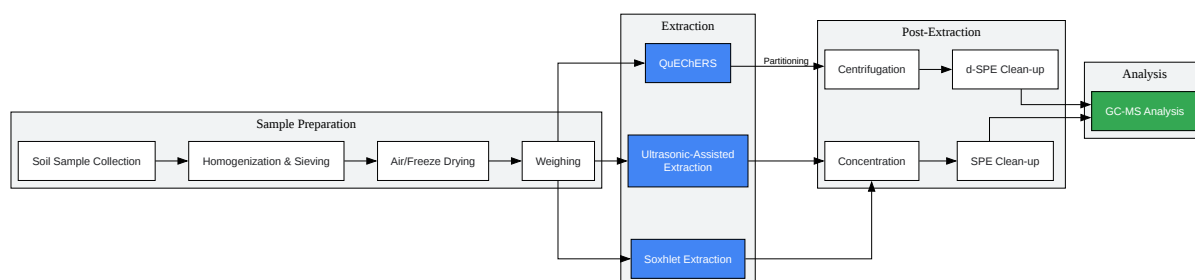 Extraction
Post-Extraction
QuEChERS
Partitioning
Centrifugation
d-SPE Clean-up
Analysis
GC-MS Analysis
Sample Preparation
Soil Sample Collection
Homogenization & Sieving
Air/Freeze Drying
Weighing
Ultrasonic-Assisted
Extraction
Concentration
SPE Clean-up
Soxhlet Extraction